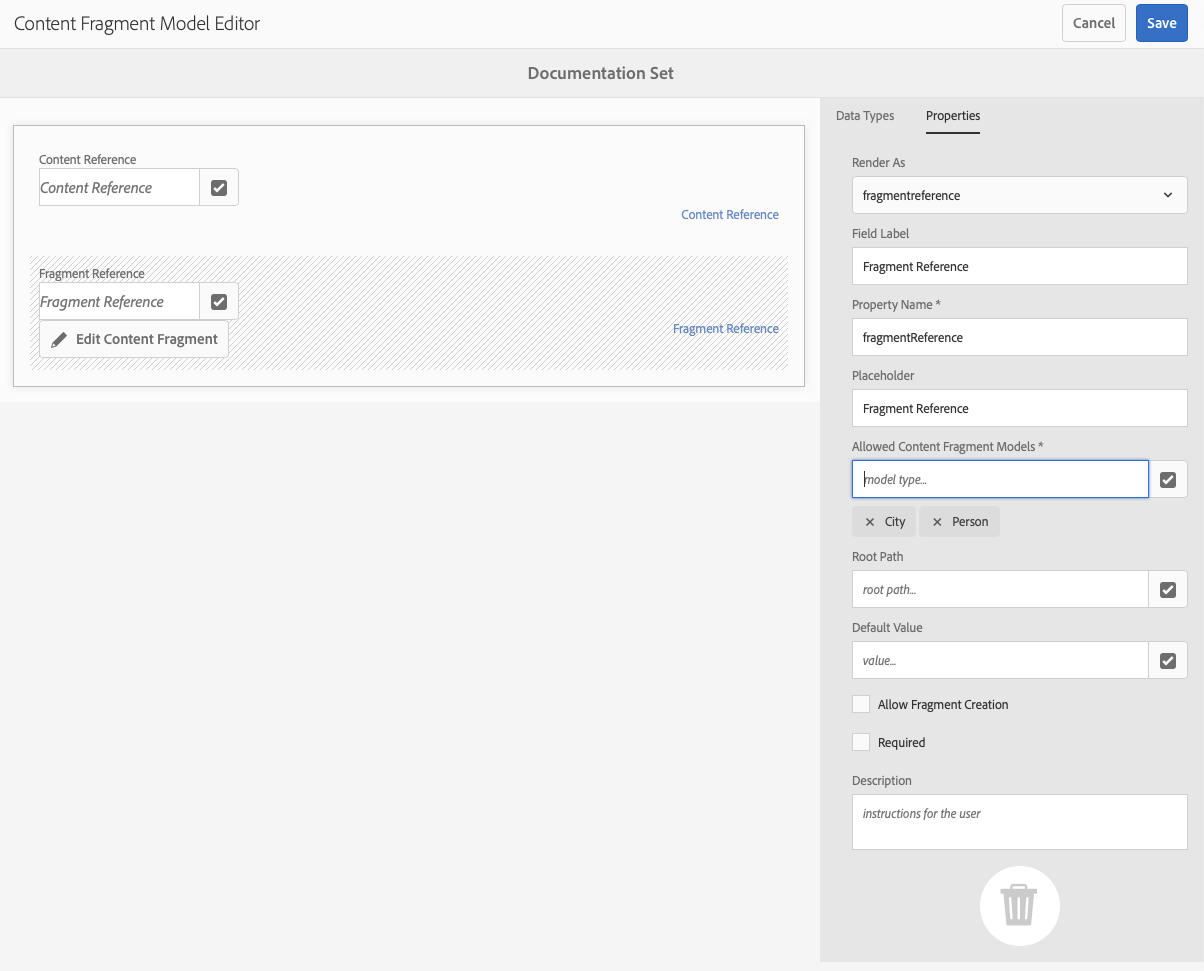 Content Fragment Model Editor
Cancel
Save
Documentation Set
Content Reference
Content Reference
Content Reference
Fragment Reference
Fragment Reference
Edit Content Fragment
Fragment Reference
Data Types
Properties
Render As
fragmentreference
Field Label
Fragment Reference
Property Name *
fragmentReference
Placeholder
Fragment Reference
Allowed Content Fragment Models *
model type...
City
Person
Root Path
root path...
Default Value
value...
Allow Fragment Creation
Required
Description
instructions for the user